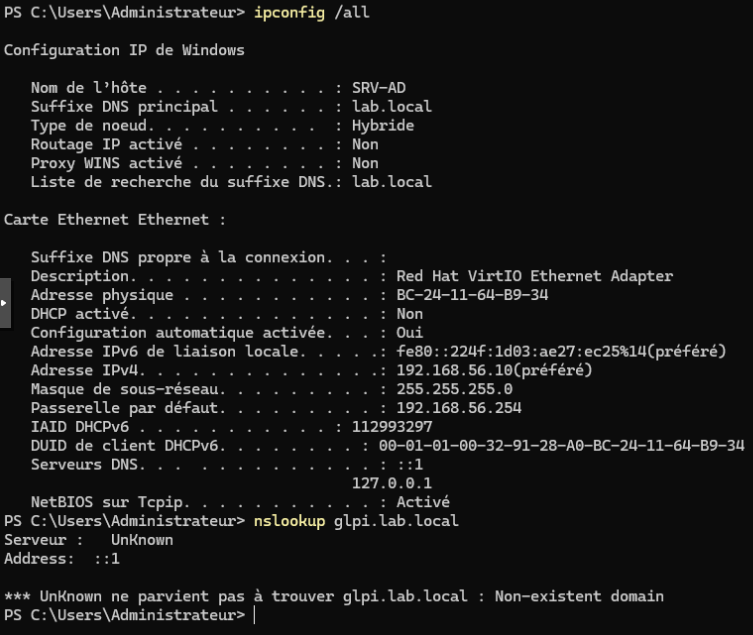 PS C:\Users\Administrateur> ipconfig /all
Configuration IP de Windows
Nom de l’hôte . . . . . . . . . . : SRV-AD
Suffixe DNS principal . . . . . . : lab.local
Type de noeud. . . . . . . . . .  : Hybride
Routage IP activé . . . . . . . . : Non
Proxy WINS activé . . . . . . . . : Non
Liste de recherche du suffixe DNS.: lab.local
Carte Ethernet Ethernet :
Suffixe DNS propre à la connexion. . . :
Description. . . . . . . . . . . . . . : Red Hat VirtIO Ethernet Adapter
Adresse physique . . . . . . . . . . . : BC-24-11-64-B9-34
DHCP activé. . . . . . . . . . . . . . : Non
Configuration automatique activée. . . : Oui
Adresse IPv6 de liaison locale. . . . .: fe80::224f:1d03:ae27:ec25%14(préféré)
Adresse IPv4. . . . . . . . . . . . . .: 192.168.56.10(préféré)
Masque de sous-réseau. . . . . . . . . : 255.255.255.0
Passerelle par défaut. . . . . . . . . : 192.168.56.254
IAID DHCPv6 . . . . . . . . . . . : 112993297
DUID de client DHCPv6. . . . . . . . : 00-01-01-00-32-91-28-A0-BC-24-11-64-B9-34
Serveurs DNS. . .  . . . . . . . . . . : ::1
127.0.0.1
NetBIOS sur Tcpip. . . . . . . . . . . : Activé
PS C:\Users\Administrateur> nslookup glpi.lab.local
Serveur :   UnKnown
Address:  ::1
*** UnKnown ne parvient pas à trouver glpi.lab.local : Non-existent domain
PS C:\Users\Administrateur>